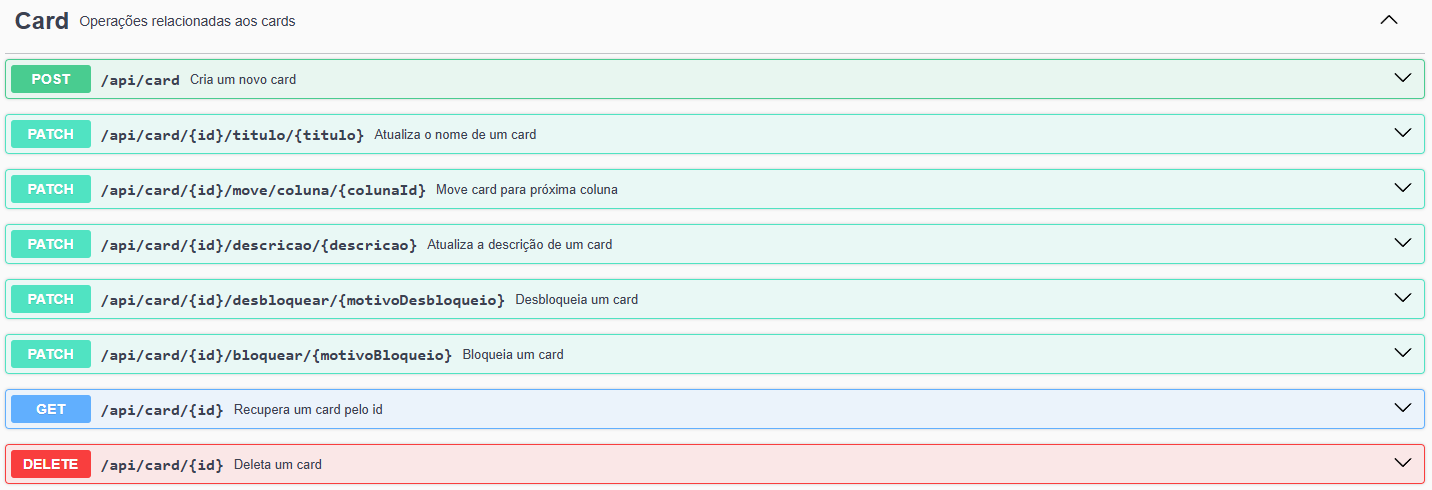 Card Operações relacionadas aos cards
POST /api/card Cria um novo card
PATCH /api/card/{id}/titulo/{titulo} Atualiza o nome de um card
PATCH /api/card/{id}/move/coluna/{colunaId} Move card para próxima coluna
PATCH /api/card/{id}/descricao/{descricao} Atualiza a descrição de um card
PATCH /api/card/{id}/desbloquear/{motivoDesbloqueio} Desbloqueia um card
PATCH /api/card/{id}/bloquear/{motivoBloqueio} Bloqueia um card
GET /api/card/{id} Recupera um card pelo id
DELETE /api/card/{id} Deleta um card